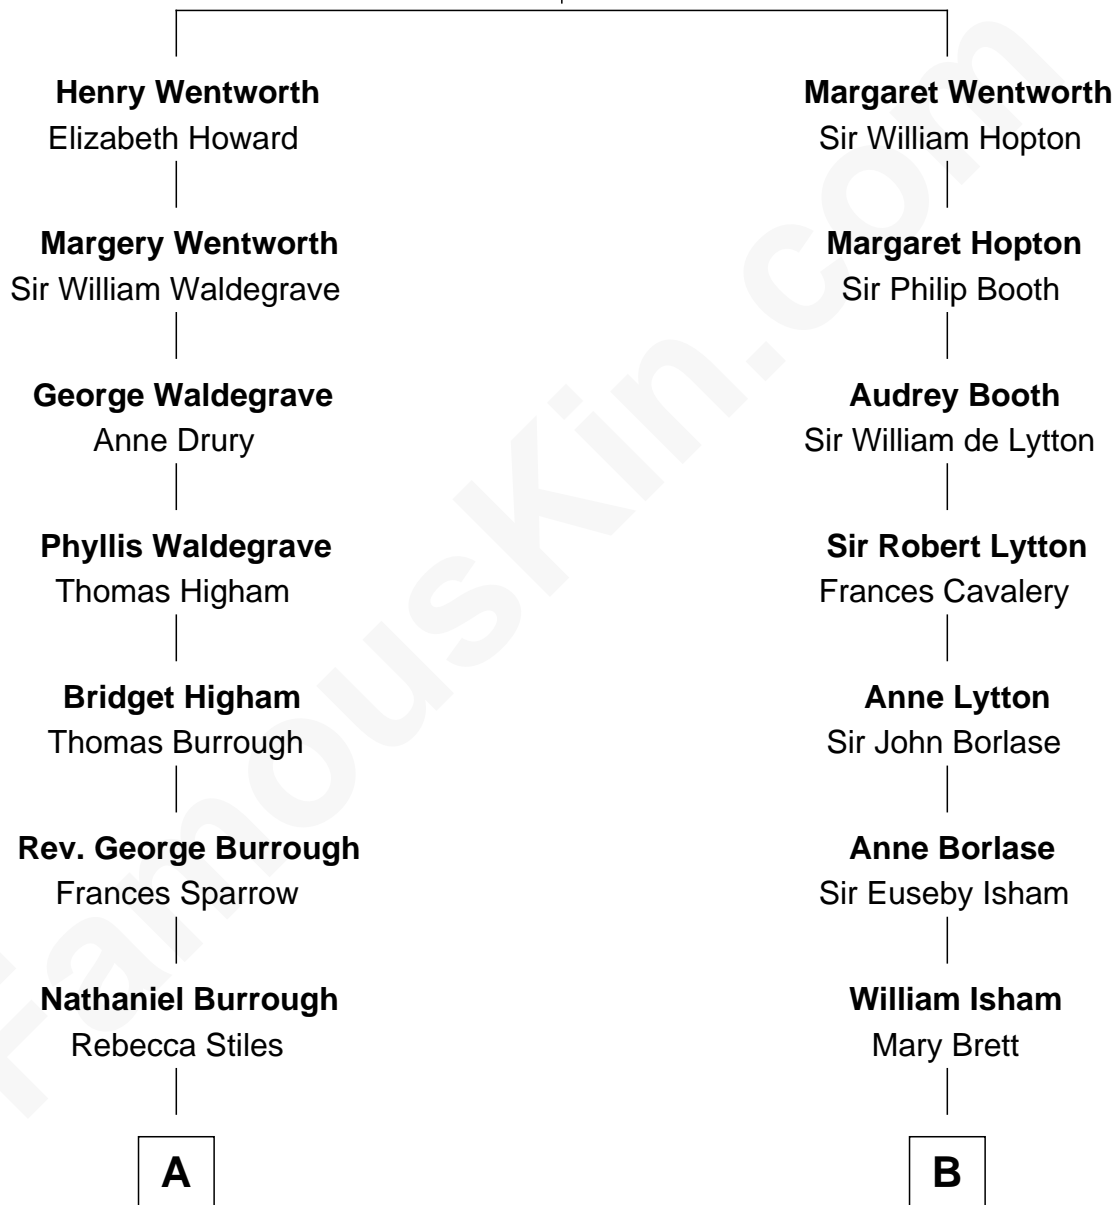 Henry Wentworth
Elizabeth Howard
Margery Wentworth
Sir William Waldegrave
George Waldegrave
Anne Drury
Phyllis Waldegrave
Thomas Higham
Bridget Higham
Thomas Burrough
Rev. George Burrough
Frances Sparrow
Nathaniel Burrough
Rebecca Stiles
A
Margaret Wentworth
Sir William Hopton
Margaret Hopton
Sir Philip Booth
Audrey Booth
Sir William de Lytton
Sir Robert Lytton
Frances Cavalery
Anne Lytton
Sir John Borlase
Anne Borlase
Sir Euseby Isham
William Isham
Mary Brett
B
FamousKin.com